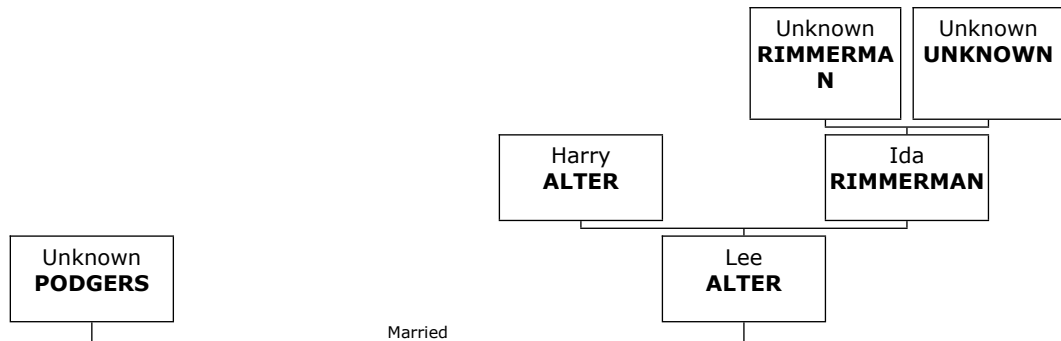 Unknown
RIMMERMA
N
Unknown
UNKNOWN
Harry
ALTER
Ida
RIMMERMAN
Unknown
PODGERS
Lee
ALTER
Married